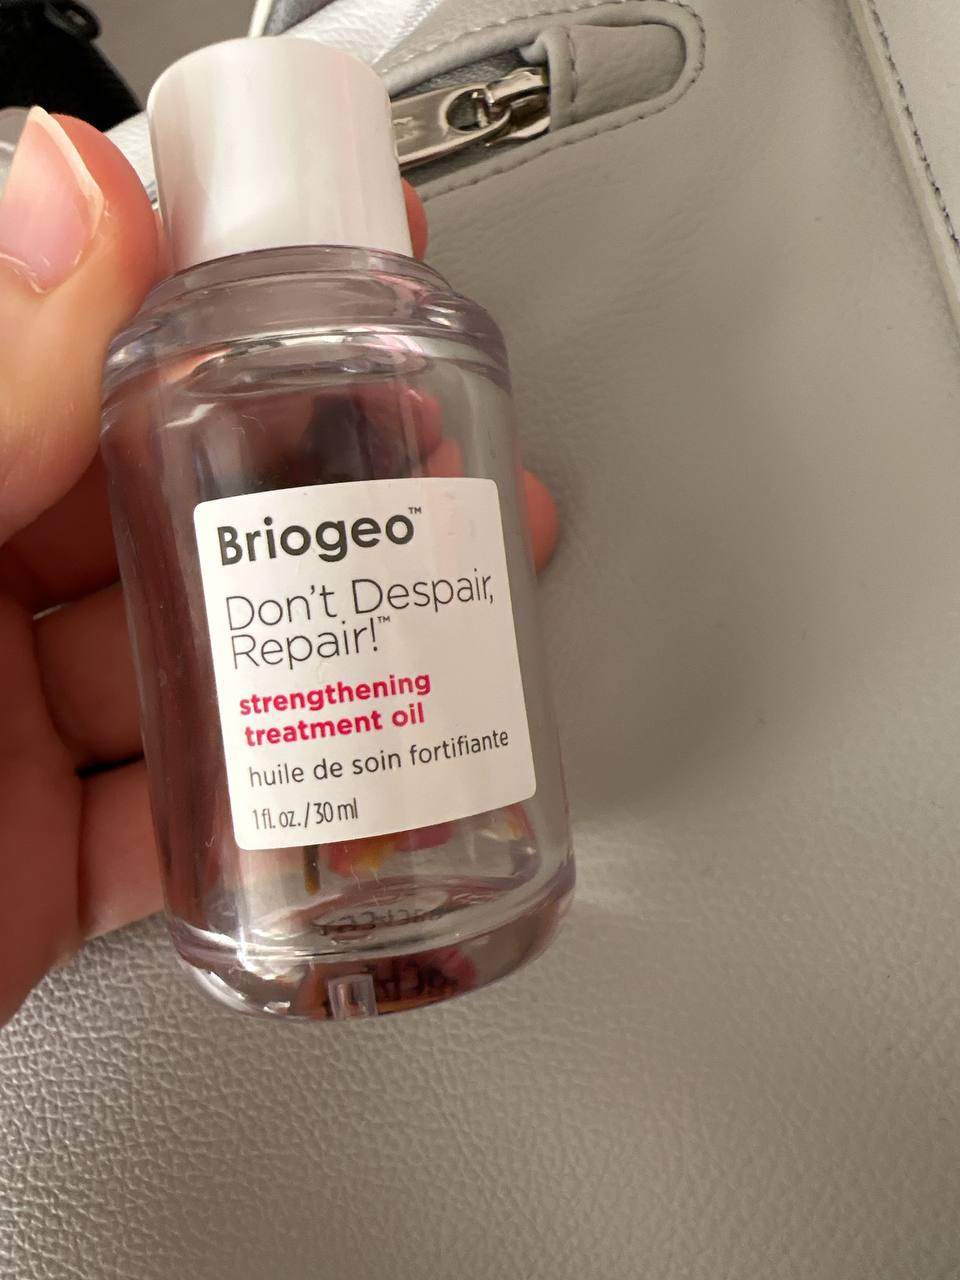 Briogeo™
Don't Despair,
Repair!™
strengthening
treatment oil
huile de soin fortifiante
1 fl. oz. / 30 ml